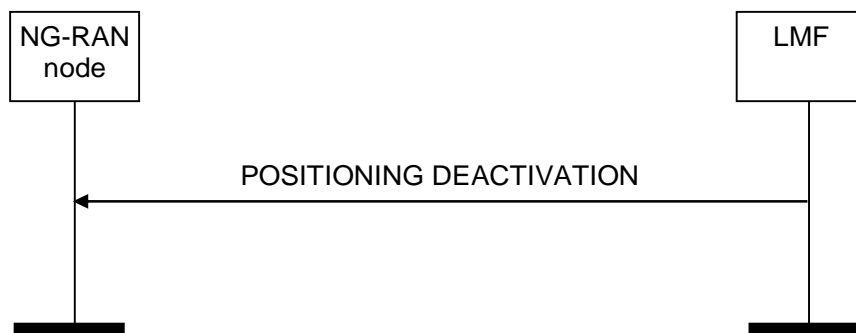 NG-RAN
node
LMF
POSITIONING DEACTIVATION